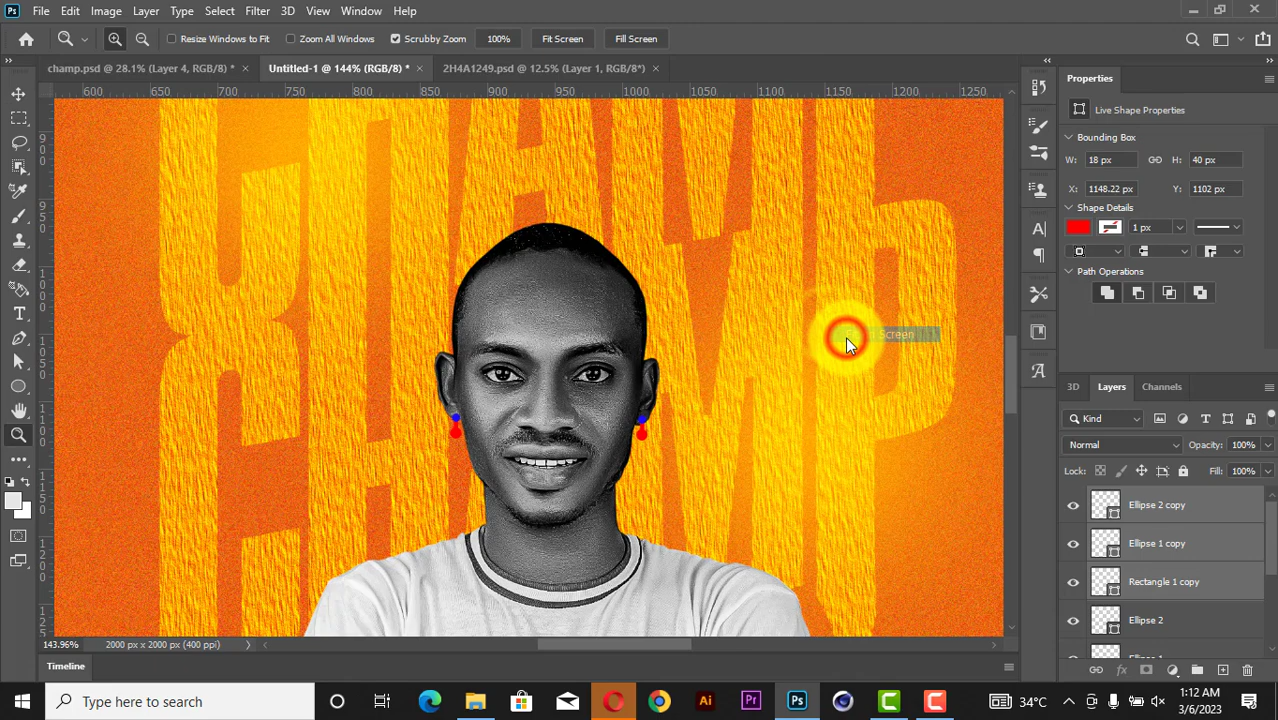 Ps File Edit Image Layer Type Select Filter 3D View Window Help
Resize Windows to Fit Zoom All Windows Scrubby Zoom 100% Fit Screen Fill Screen
champ.psd @ 28.1% (Layer 4, RGB/8) * × Untitled-1 @ 144% (RGB/8) * × 2H4A1249.psd @ 12.5% (Layer 1, RGB/8*) ×
600 650 700 750 800 850 900 950 1000 1050 1100 1150 1200 1250
Properties
Live Shape Properties
Bounding Box
W: 18 px H: 40 px
X: 1148.22 px Y: 1102 px
Shape Details
1 px
Path Operations
CHAMP
CHAMP
Screen
3D Layers Channels
Kind
Normal Opacity: 100%
Lock: Fill: 100%
Ellipse 2 copy
Ellipse 1 copy
Rectangle 1 copy
Ellipse 2
143.96% 2000 px x 2000 px (400 ppi)
Timeline
Type here to search
Ai Pr Ps
34°C
1:12 AM
3/6/2023